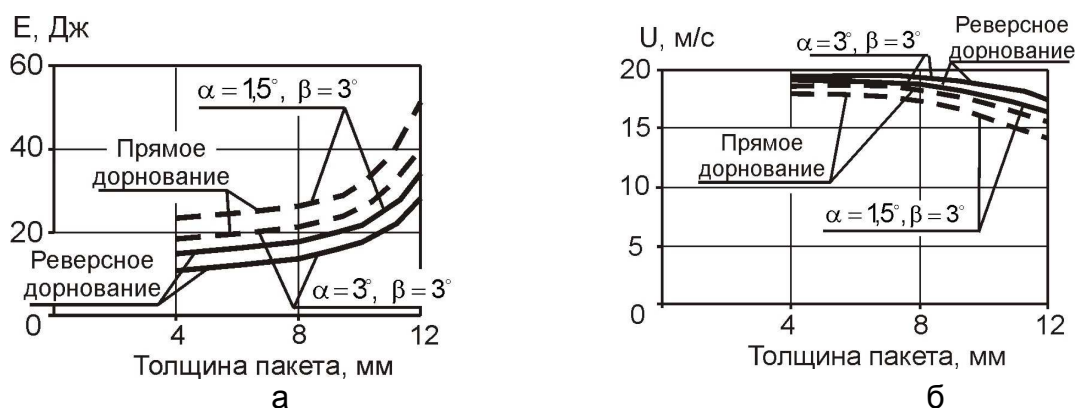 E, Дж
60
α = 1,5°, β = 3°
40
Прямое
дорнование
20
Реверсное
дорнование
α = 3°, β = 3°
0
4
8
12
Толщина пакета, мм
а
U, м/с
α = 3°, β = 3°
Реверсное
дорнование
20
15
Прямое
дорнование
10
α = 1,5°, β = 3°
5
0
4
8
12
Толщина пакета, мм
б